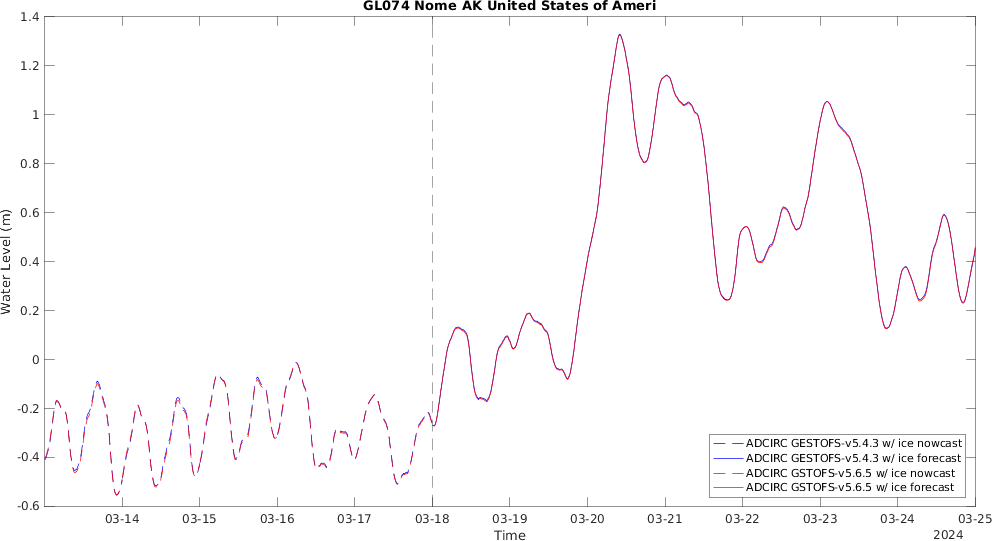 GL074 Nome AK United States of Ameri
1.4
1.2
1
0.8
0.6
0.4
0.2
0
-0.2
-0.4
-0.6
Water Level (m)
03-14 03-15 03-16 03-17 03-18 03-19 03-20 03-21 03-22 03-23 03-24 03-25
Time
2024
ADCIRC GESTOFS-v5.4.3 w/ ice nowcast
ADCIRC GESTOFS-v5.4.3 w/ ice forecast
ADCIRC GSTOFS-v5.6.5 w/ ice nowcast
ADCIRC GSTOFS-v5.6.5 w/ ice forecast